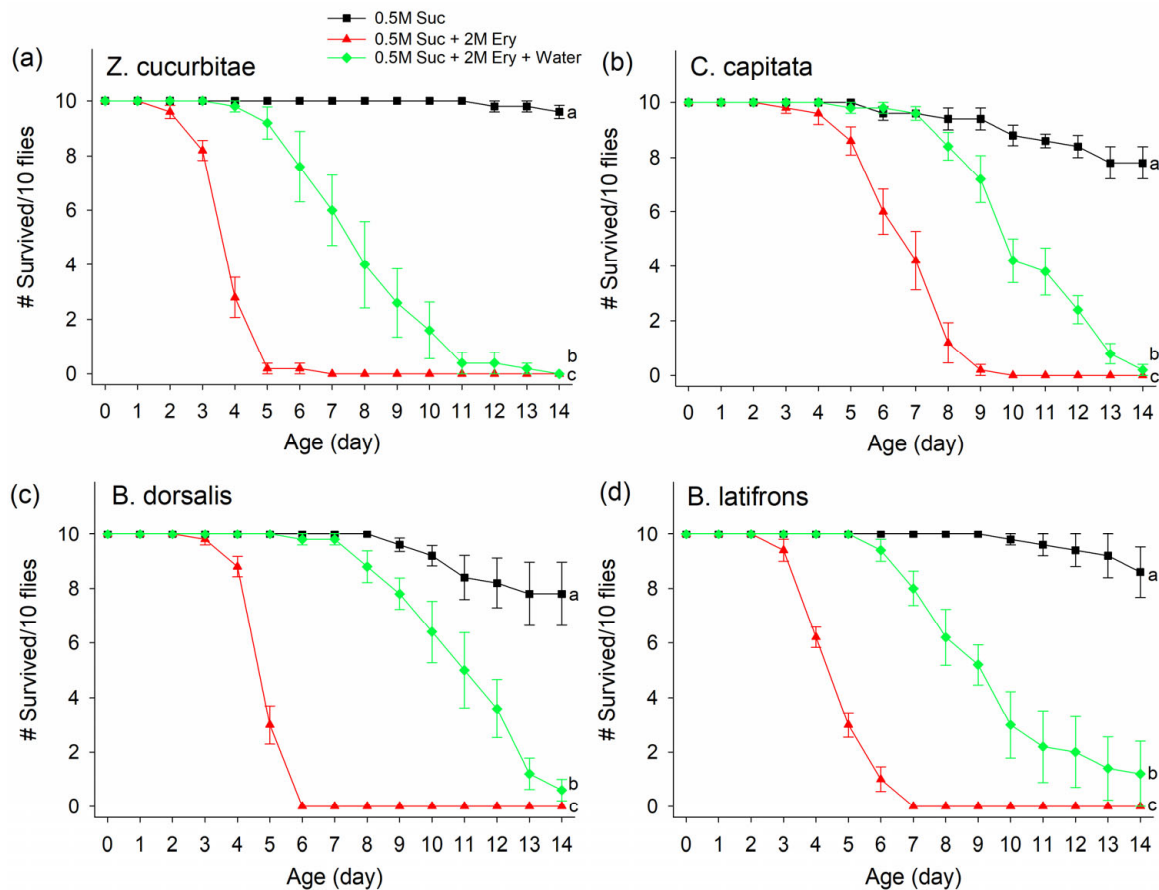 0.5M Suc
0.5M Suc + 2M Ery
0.5M Suc + 2M Ery + Water
(a)
Z. cucurbitae
# Survived/10 flies
10
8
6
4
2
0
a
b
c
0 1 2 3 4 5 6 7 8 9 10 11 12 13 14
Age (day)
(b)
C. capitata
# Survived/10 flies
10
8
6
4
2
0
a
b
c
0 1 2 3 4 5 6 7 8 9 10 11 12 13 14
Age (day)
(c)
B. dorsalis
# Survived/10 flies
10
8
6
4
2
0
a
b
c
0 1 2 3 4 5 6 7 8 9 10 11 12 13 14
Age (day)
(d)
B. latifrons
# Survived/10 flies
10
8
6
4
2
0
a
b
c
0 1 2 3 4 5 6 7 8 9 10 11 12 13 14
Age (day)